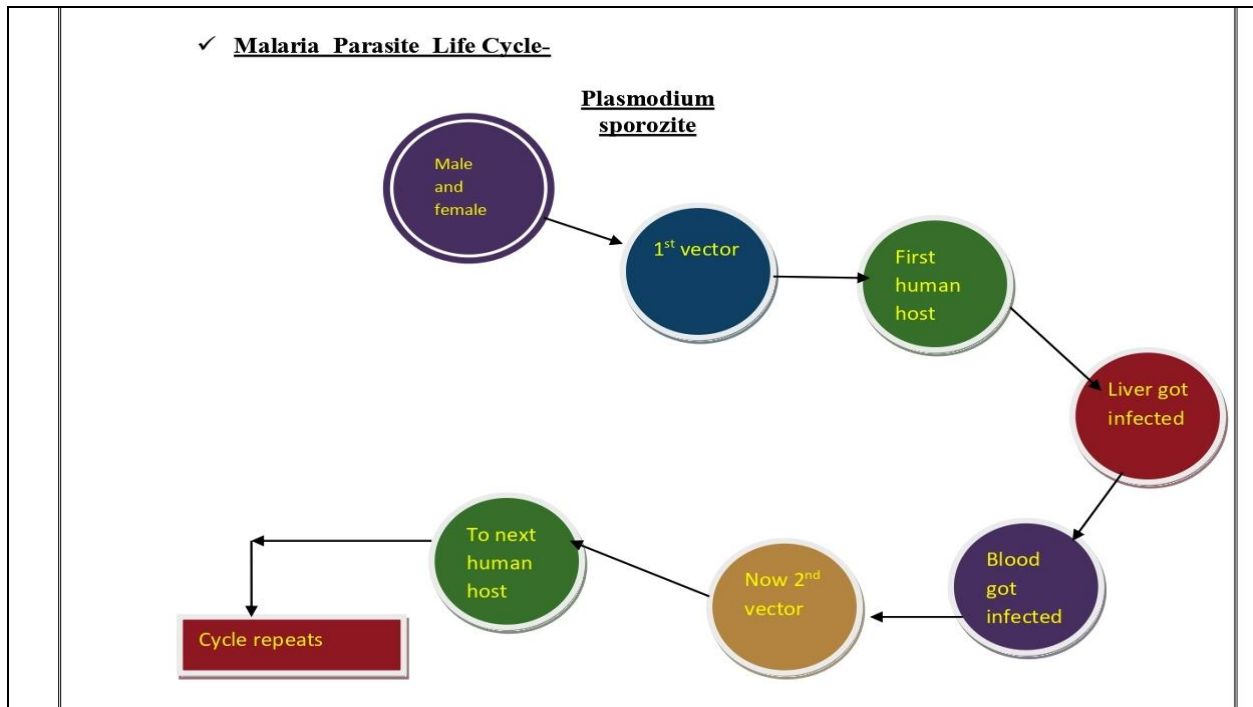 ✓ Malaria Parasite Life Cycle-
Plasmodium
sporozite
Male
and
female
1st vector
First
human
host
Liver got
infected
Blood
got
infected
Now 2nd
vector
To next
human
host
Cycle repeats